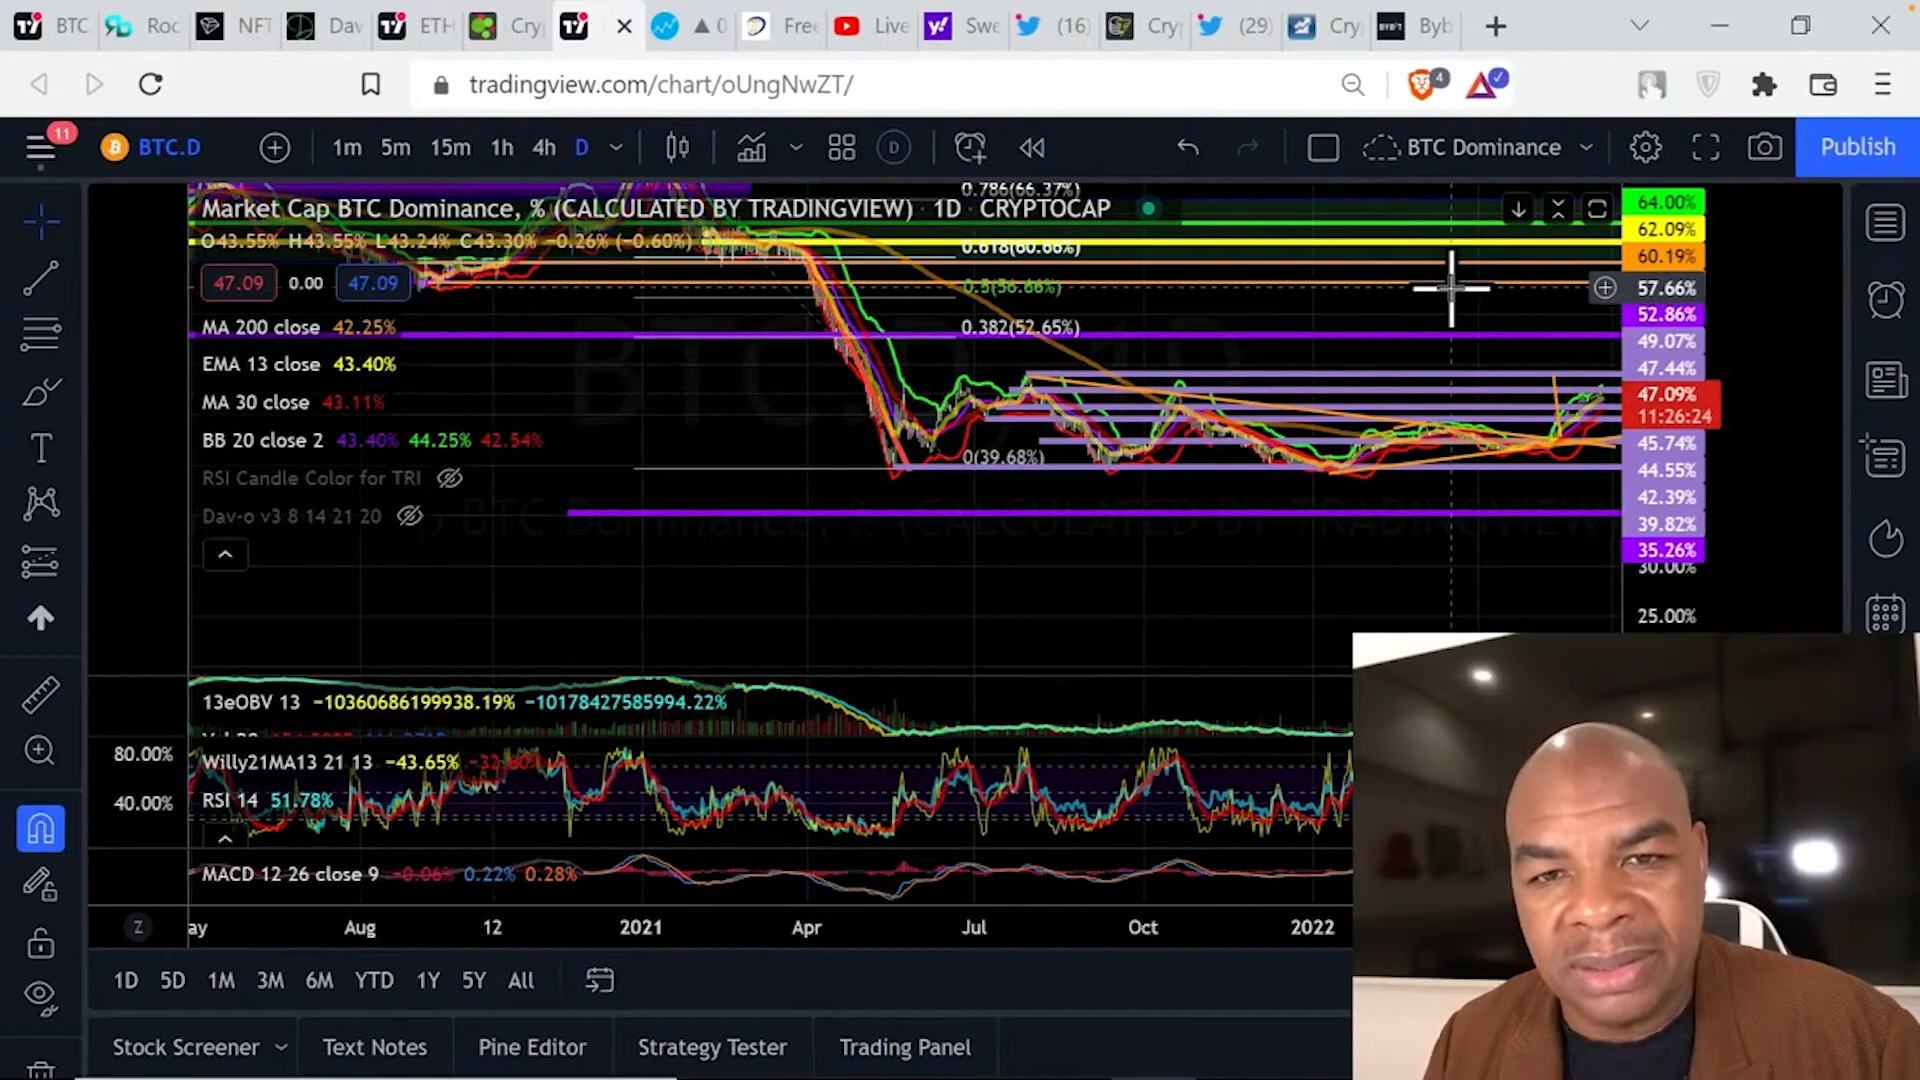 BTC
Roc
NFT
Dav
ETH
Cry
0
Free
Live
Swe
(16)
Cry
(29)
Cry
BYBIT
Byb
tradingview.com/chart/oUngNwZT/
4
11
BTC.D
1m 5m 15m 1h 4h D
D
BTC Dominance
Publish
0.786(66.37%)
Market Cap BTC Dominance, % (CALCULATED BY TRADINGVIEW) · 1D · CRYPTOCAP
O43.55% H43.55% L43.24% C43.30% −0.26% (−0.60%)
0.618(60.66%)
47.09 0.00 47.09
0.5(56.66%)
MA 200 close 42.25%
0.382(52.65%)
EMA 13 close 43.40%
MA 30 close 43.11%
BB 20 close 2 43.40% 44.25% 42.54%
0(39.68%)
RSI Candle Color for TRI
Dav-o v3 8 14 21 20
BTC Dominance, % (CALCULATED BY TRADINGVIEW)
64.00%
62.09%
60.19%
57.66%
52.86%
49.07%
47.44%
47.09%
11:26:24
45.74%
44.55%
42.39%
39.82%
35.26%
30.00%
25.00%
13eOBV 13 −10360686199938.19% −10178427585994.22%
80.00%
Willy21MA13 21 13 −43.65%
40.00%
RSI 14 51.78%
MACD 12 26 close 9 −0.06% 0.22% 0.28%
Z
ay Aug 12 2021 Apr Jul Oct 2022
1D 5D 1M 3M 6M YTD 1Y 5Y All
Stock Screener Text Notes Pine Editor Strategy Tester Trading Panel